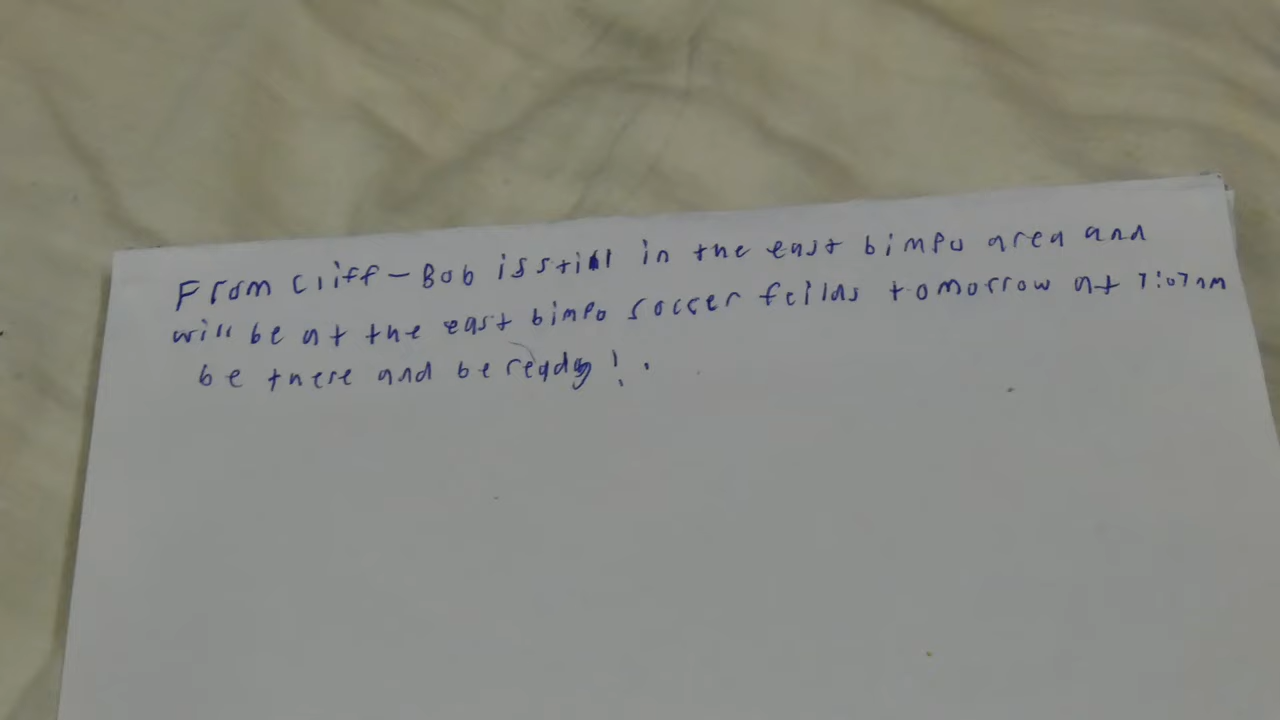 From Cliff - Bob is still in the east bimpo area and
will be at the east bimpo soccer feilds tomorrow at 7:07am
be there and be ready!.